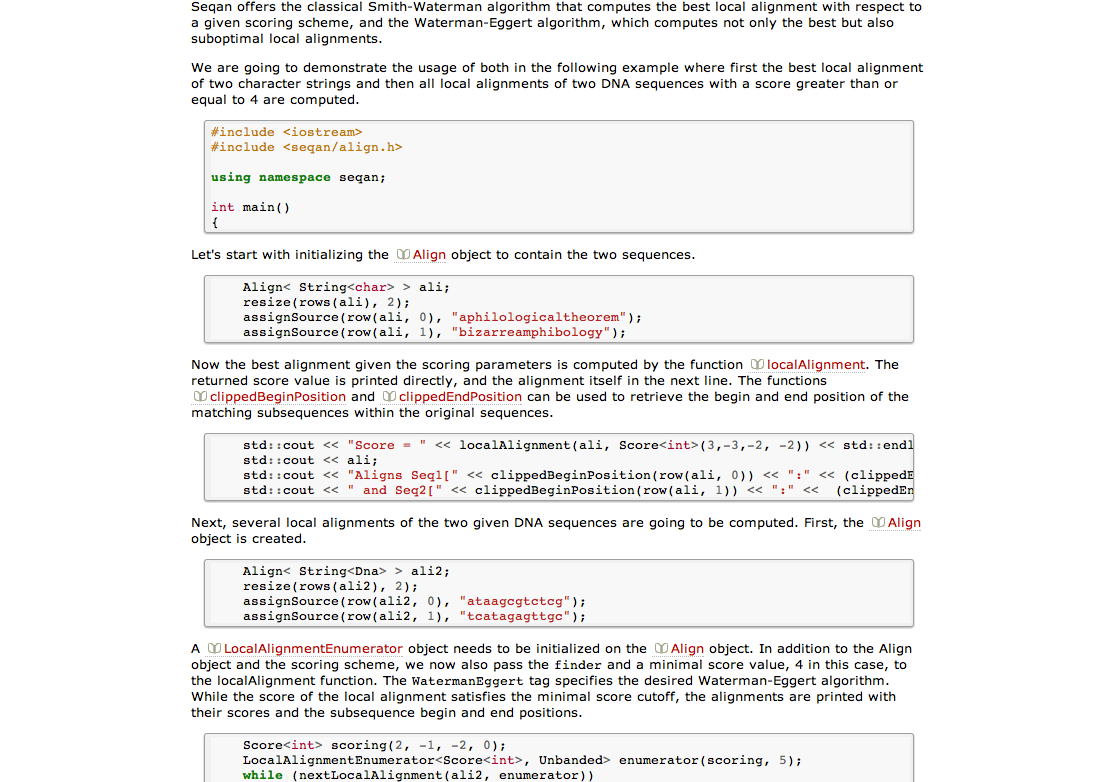 Seqan offers the classical Smith-Waterman algorithm that computes the best local alignment with respect to
a given scoring scheme, and the Waterman-Eggert algorithm, which computes not only the best but also
suboptimal local alignments.
We are going to demonstrate the usage of both in the following example where first the best local alignment
of two character strings and then all local alignments of two DNA sequences with a score greater than or
equal to 4 are computed.
#include <iostream>
#include <seqan/align.h>
using namespace seqan;
int main()
{
Let's start with initializing the Align object to contain the two sequences.
Align< String<char> > ali;
resize(rows(ali), 2);
assignSource(row(ali, 0), "aphilologicaltheorem");
assignSource(row(ali, 1), "bizarreamphibology");
Now the best alignment given the scoring parameters is computed by the function localAlignment. The
returned score value is printed directly, and the alignment itself in the next line. The functions
clippedBeginPosition and clippedEndPosition can be used to retrieve the begin and end position of the
matching subsequences within the original sequences.
std::cout << "Score = " << localAlignment(ali, Score<int>(3,-3,-2, -2)) << std::endl
std::cout << ali;
std::cout << "Aligns Seq1[" << clippedBeginPosition(row(ali, 0)) << ":" << (clippedE
std::cout << " and Seq2[" << clippedBeginPosition(row(ali, 1)) << ":" <<  (clippedEn
Next, several local alignments of the two given DNA sequences are going to be computed. First, the Align
object is created.
Align< String<Dna> > ali2;
resize(rows(ali2), 2);
assignSource(row(ali2, 0), "ataagcgtctcg");
assignSource(row(ali2, 1), "tcatagagttgc");
A LocalAlignmentEnumerator object needs to be initialized on the Align object. In addition to the Align
object and the scoring scheme, we now also pass the finder and a minimal score value, 4 in this case, to
the localAlignment function. The WatermanEggert tag specifies the desired Waterman-Eggert algorithm.
While the score of the local alignment satisfies the minimal score cutoff, the alignments are printed with
their scores and the subsequence begin and end positions.
Score<int> scoring(2, -1, -2, 0);
LocalAlignmentEnumerator<Score<int>, Unbanded> enumerator(scoring, 5);
while (nextLocalAlignment(ali2, enumerator))